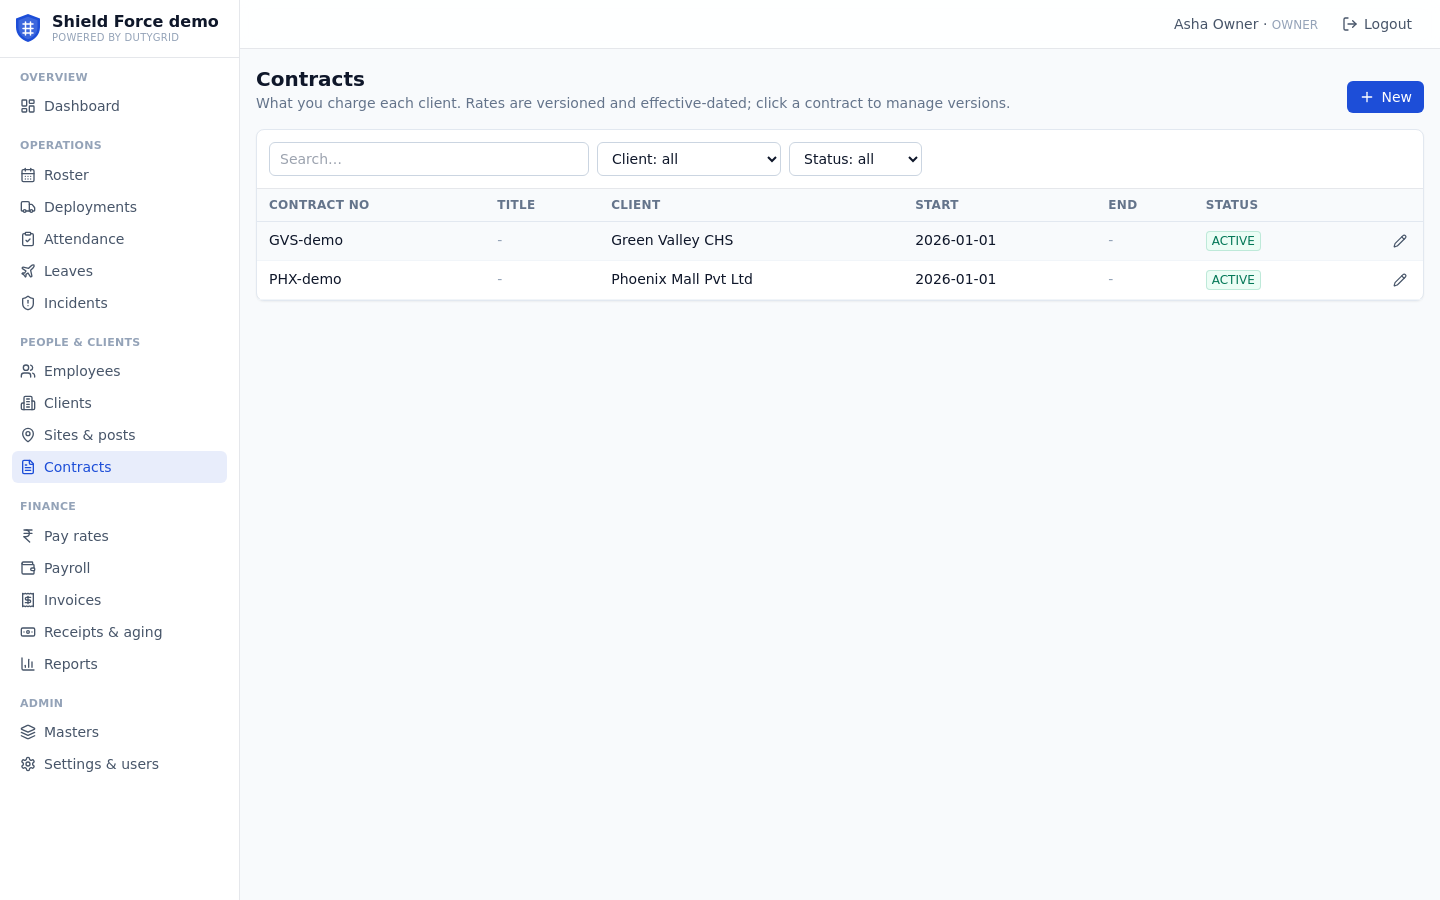 Shield Force demo
POWERED BY DUTYGRID
Asha Owner · OWNER
Logout
OVERVIEW
Dashboard
OPERATIONS
Roster
Deployments
Attendance
Leaves
Incidents
PEOPLE & CLIENTS
Employees
Clients
Sites & posts
Contracts
FINANCE
Pay rates
Payroll
Invoices
Receipts & aging
Reports
ADMIN
Masters
Settings & users
Contracts
What you charge each client. Rates are versioned and effective-dated; click a contract to manage versions.
New
Search... Client: all Status: all
CONTRACT NO TITLE CLIENT START END STATUS
GVS-demo - Green Valley CHS 2026-01-01 - ACTIVE
PHX-demo - Phoenix Mall Pvt Ltd 2026-01-01 - ACTIVE